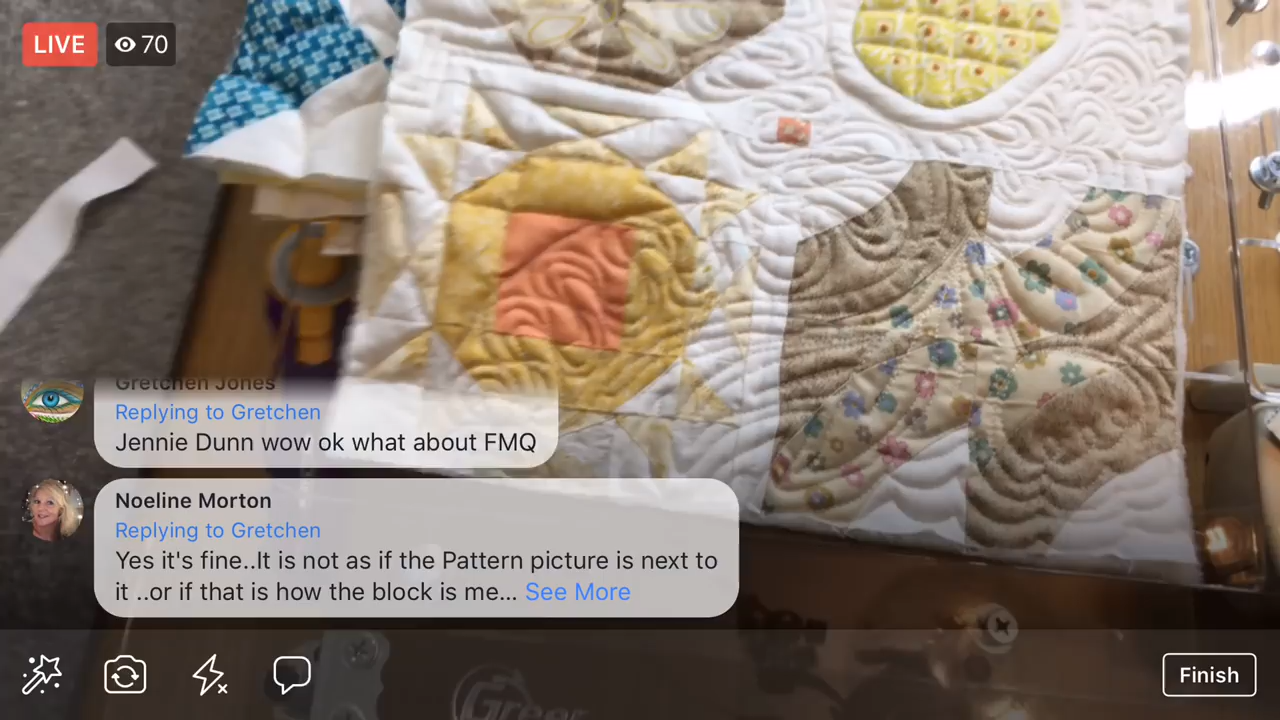 LIVE
70
Gretchen Jones
Replying to Gretchen
Jennie Dunn wow ok what about FMQ
Noeline Morton
Replying to Gretchen
Yes it's fine..It is not as if the Pattern picture is next to
it ..or if that is how the block is me... See More
Finish